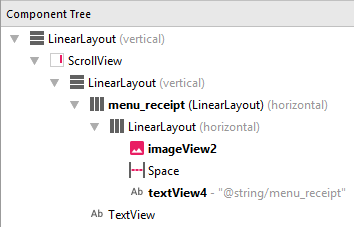 Component Tree
LinearLayout (vertical)
ScrollView
LinearLayout (vertical)
menu_receipt (LinearLayout) (horizontal)
LinearLayout (horizontal)
imageView2
Space
Ab textView4 - "@string/menu_receipt"
Ab TextView